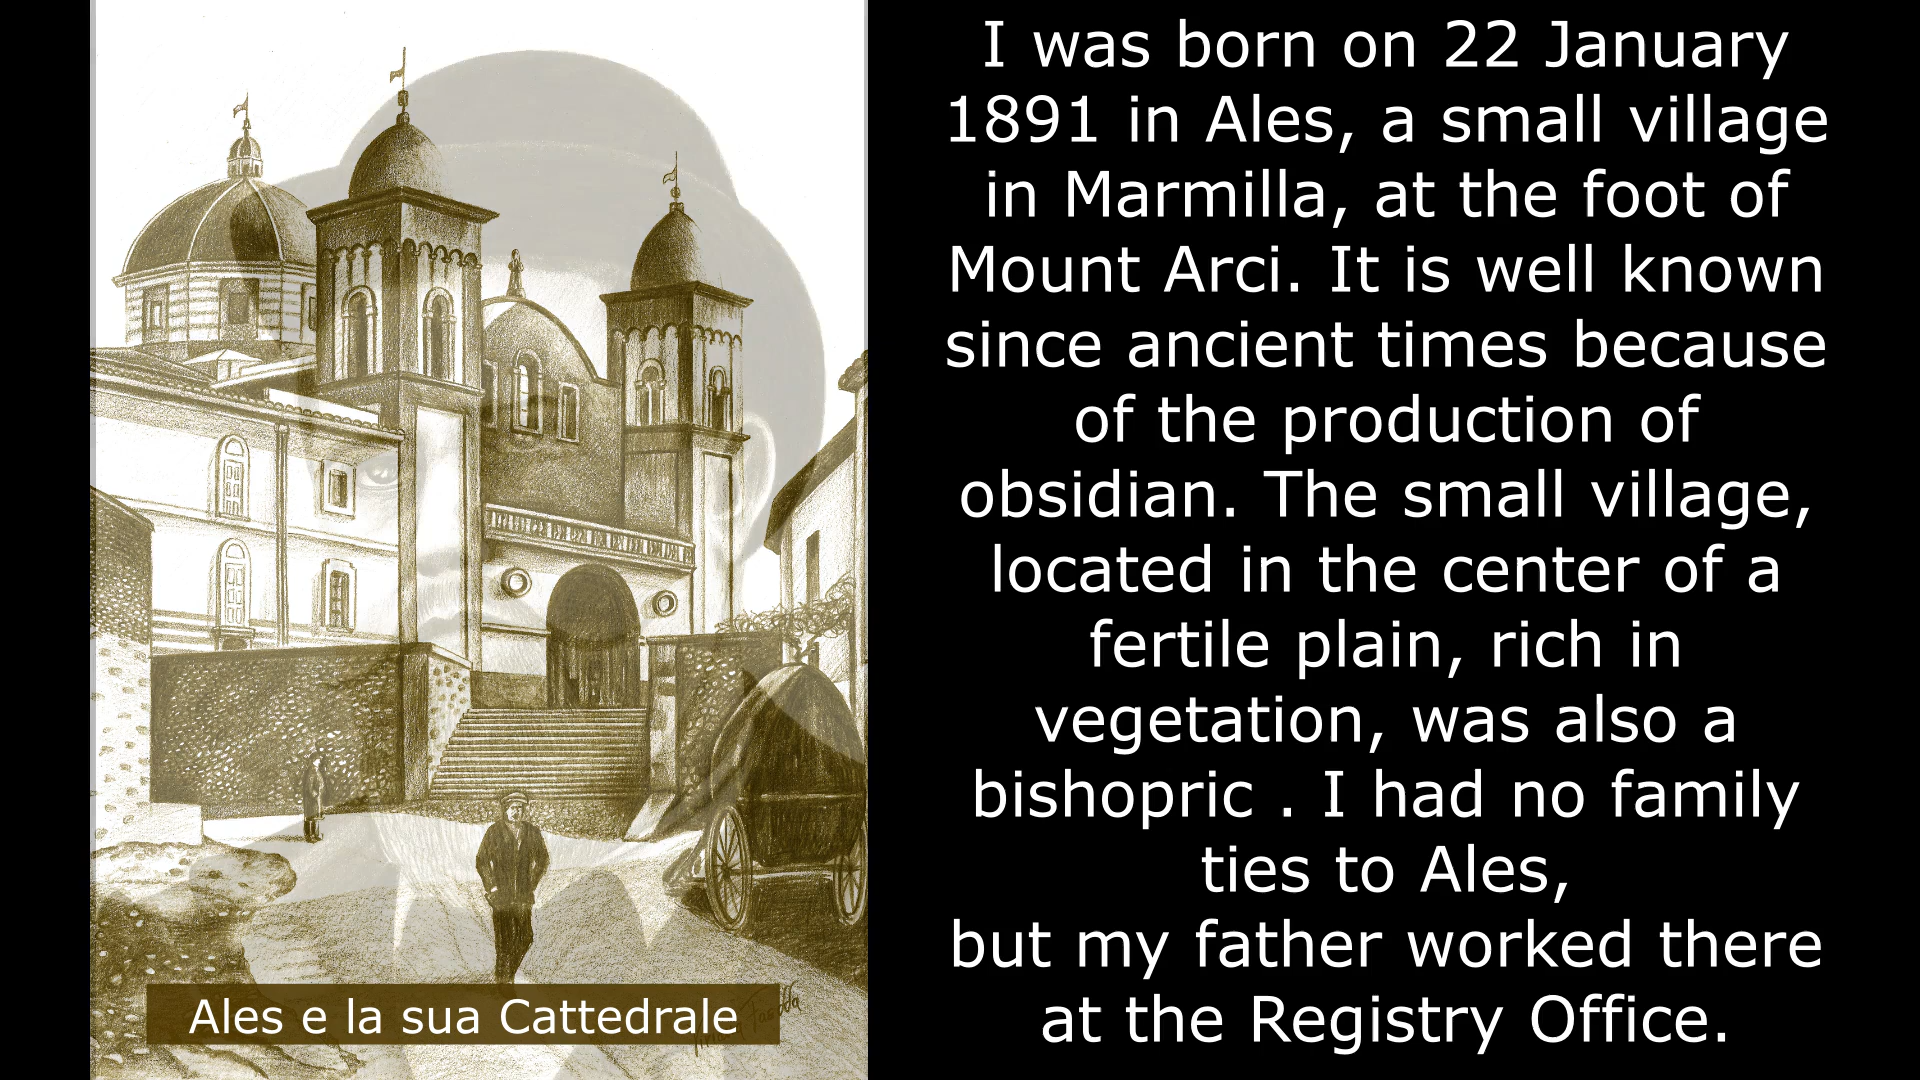 I was born on 22 January
1891 in Ales, a small village
in Marmilla, at the foot of
Mount Arci. It is well known
since ancient times because
of the production of
obsidian. The small village,
located in the center of a
fertile plain, rich in
vegetation, was also a
bishopric . I had no family
ties to Ales,
but my father worked there
at the Registry Office.
Ales e la sua Cattedrale